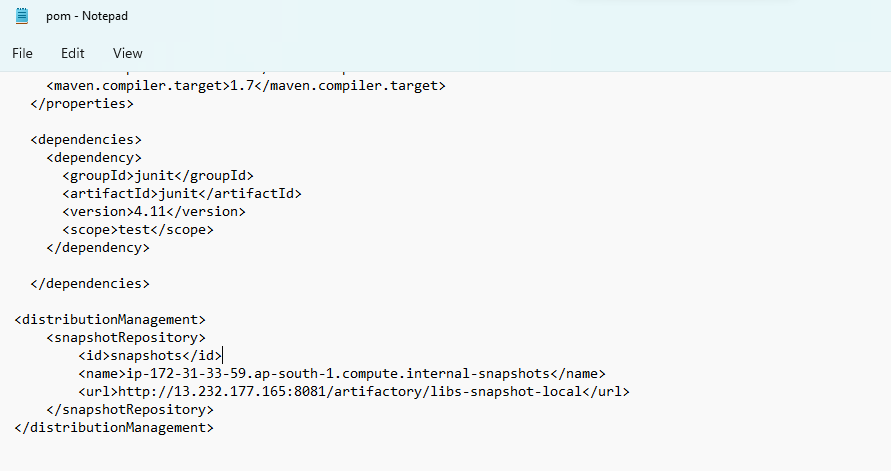 pom - Notepad
File Edit View
<maven.compiler.target>1.7</maven.compiler.target>
</properties>
<dependencies>
<dependency>
<groupId>junit</groupId>
<artifactId>junit</artifactId>
<version>4.11</version>
<scope>test</scope>
</dependency>
</dependencies>
<distributionManagement>
<snapshotRepository>
<id>snapshots</id>
<name>ip-172-31-33-59.ap-south-1.compute.internal-snapshots</name>
<url>http://13.232.177.165:8081/artifactory/libs-snapshot-local</url>
</snapshotRepository>
</distributionManagement>